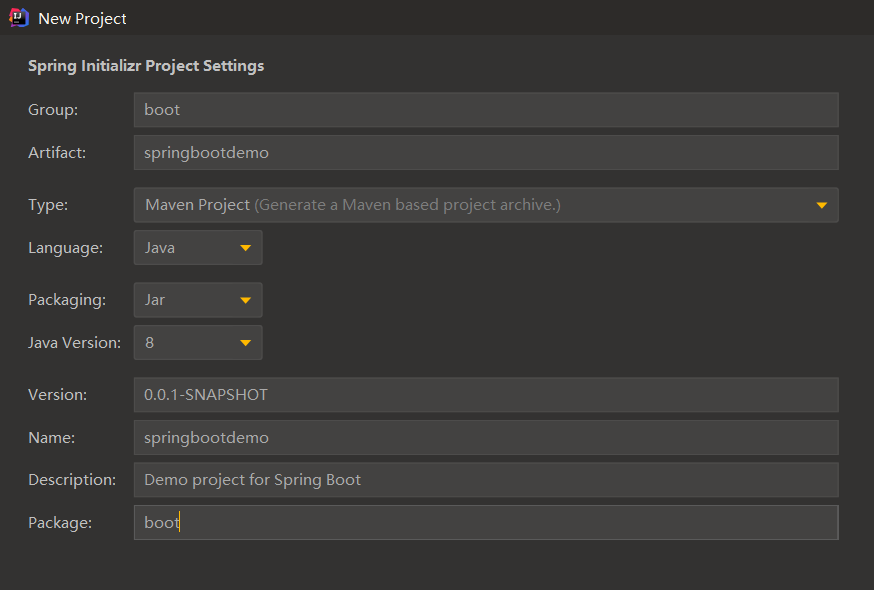 New Project
Spring Initializr Project Settings
Group: boot
Artifact: springbootdemo
Type: Maven Project (Generate a Maven based project archive.)
Language: Java
Packaging: Jar
Java Version: 8
Version: 0.0.1-SNAPSHOT
Name: springbootdemo
Description: Demo project for Spring Boot
Package: boot